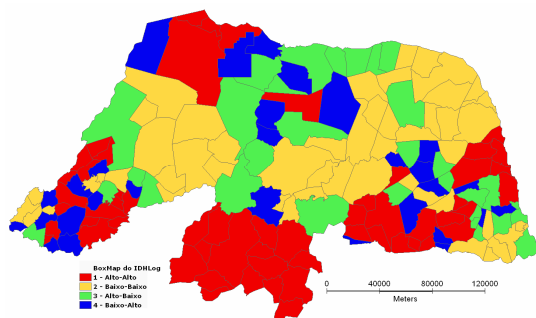 BoxMap do IDHLog
1 - Alto-Alto
2 - Baixo-Baixo
3 - Alto-Baixo
4 - Baixo-Alto
0 40000 80000 120000
Meters